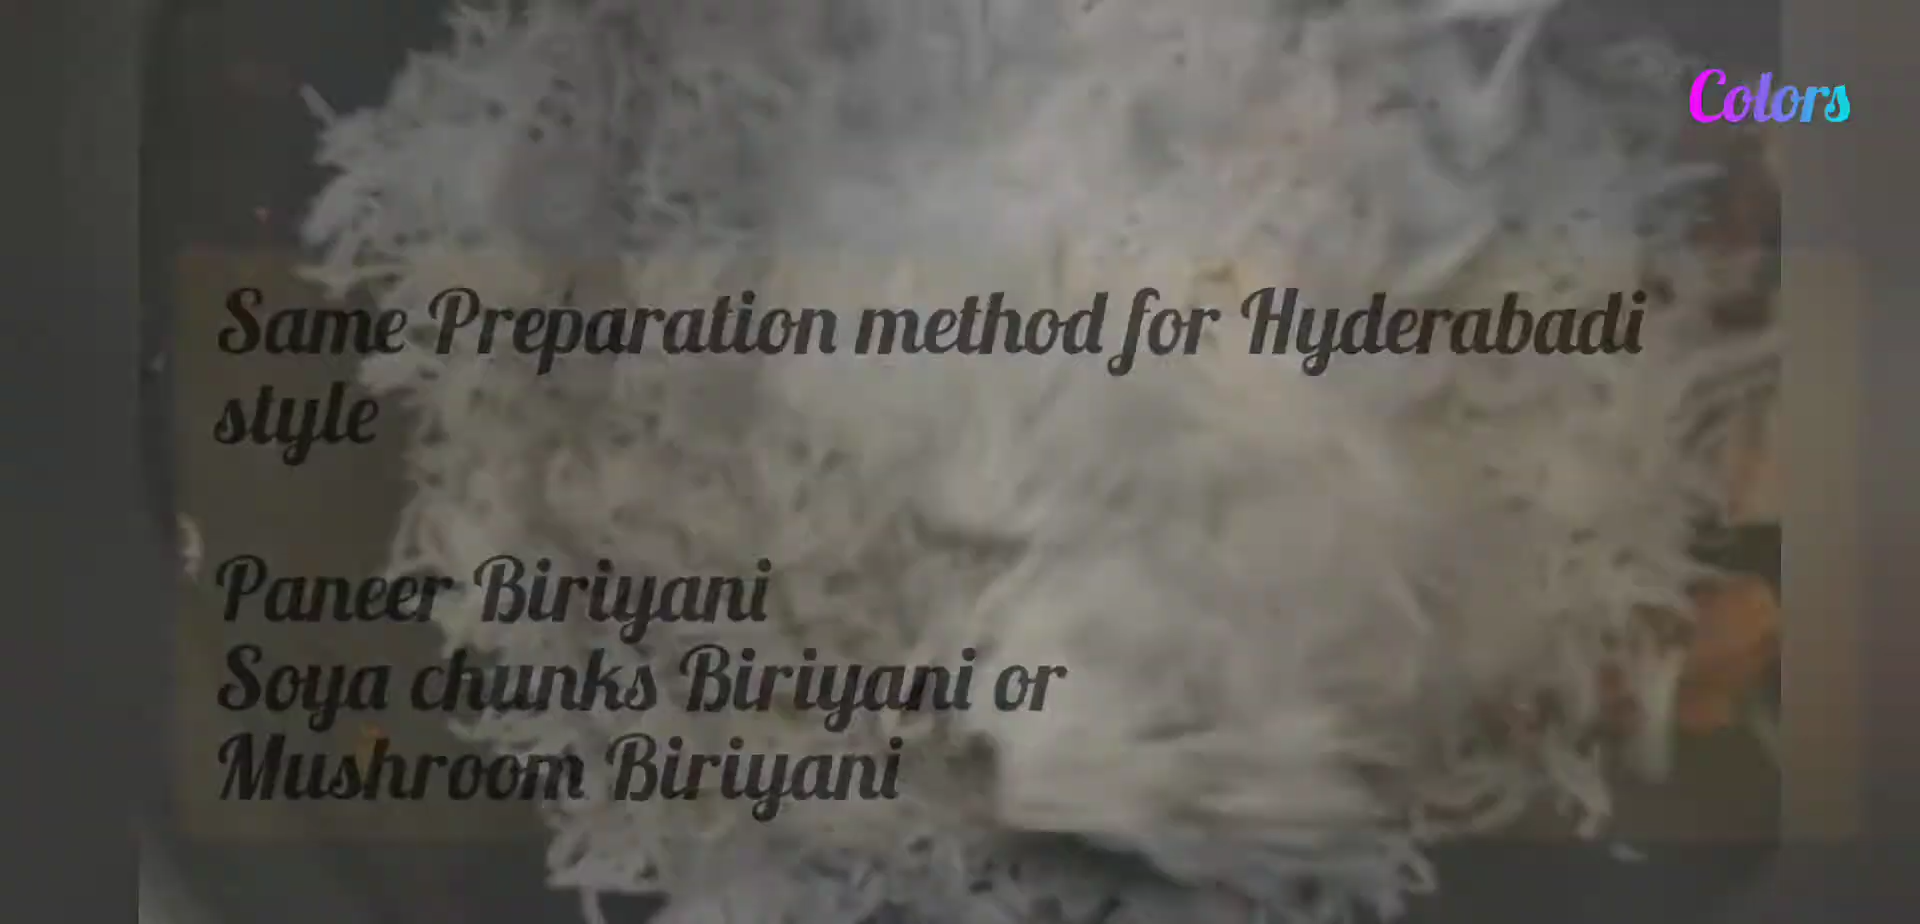 Colors
Same Preparation method for Hyderabadi
style
Paneer Biriyani
Soya chunks Biriyani or
Mushroom Biriyani